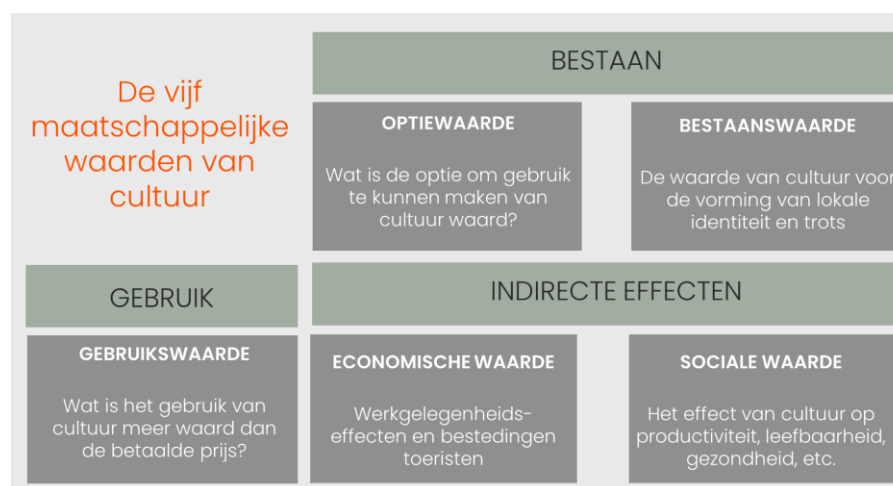 De vijf
maatschappelijke
waarden van
cultuur
BESTAAN
OPTIEWAARDE
Wat is de optie om gebruik
te kunnen maken van
cultuur waard?
BESTAANSWAARDE
De waarde van cultuur voor
de vorming van lokale
identiteit en trots
GEBRUIK
GEBRUIKSWAARDE
Wat is het gebruik van
cultuur meer waard dan
de betaalde prijs?
INDIRECTE EFFECTEN
ECONOMISCHE WAARDE
Werkgelegenheids-
effecten en bestedingen
toeristen
SOCIALE WAARDE
Het effect van cultuur op
productiviteit, leefbaarheid,
gezondheid, etc.